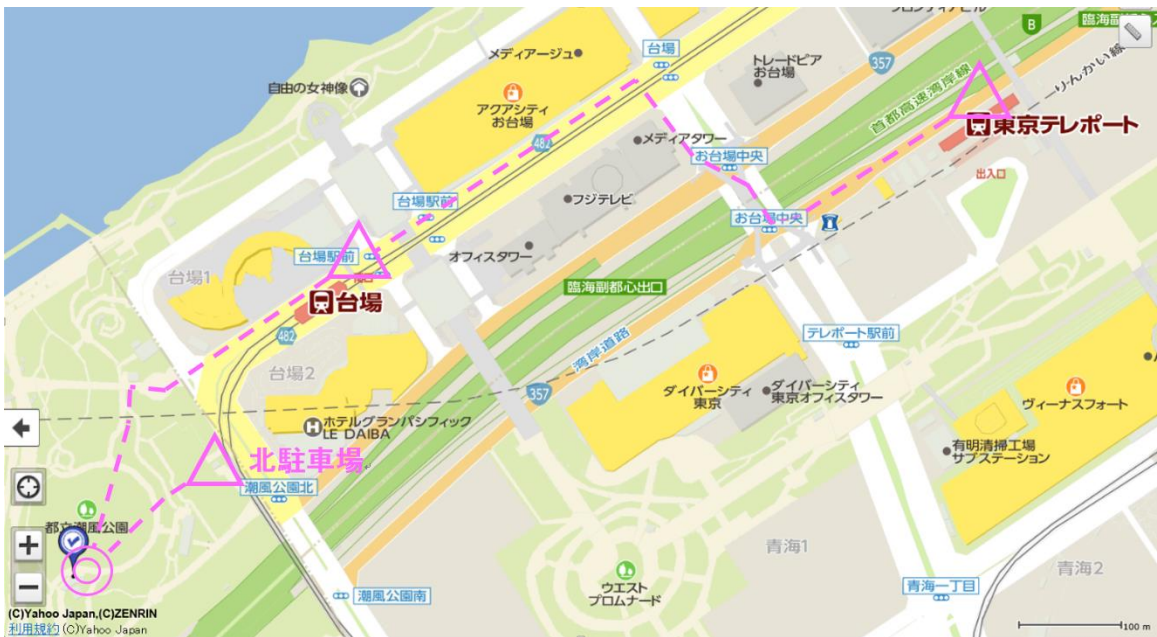 臨海副都心
B
357
メディアージュ
台場
トレードピア
お台場
自由の女神像
アクアシティ
お台場
首都高速湾岸線
りんかい線
東京テレポート
482
メディアタワー
お台場中央
出入口
台場駅前
フジテレビ
お台場中央
台場駅前
オフィスタワー
台場1
臨海副都心出口
台場
482
湾岸道路
テレポート駅前
台場2
357
ダイバーシティ
東京
ダイバーシティ
東京オフィスタワー
ヴィーナスフォート
ホテルグランパシフィック
LE DAIBA
有明清掃工場
サブステーション
北駐車場
潮風公園北
都立潮風公園
青海1
青海2
ウエスト
プロムナード
潮風公園南
青海一丁目
(C)Yahoo Japan,(C)ZENRIN
利用規約 (C)Yahoo Japan
100 m